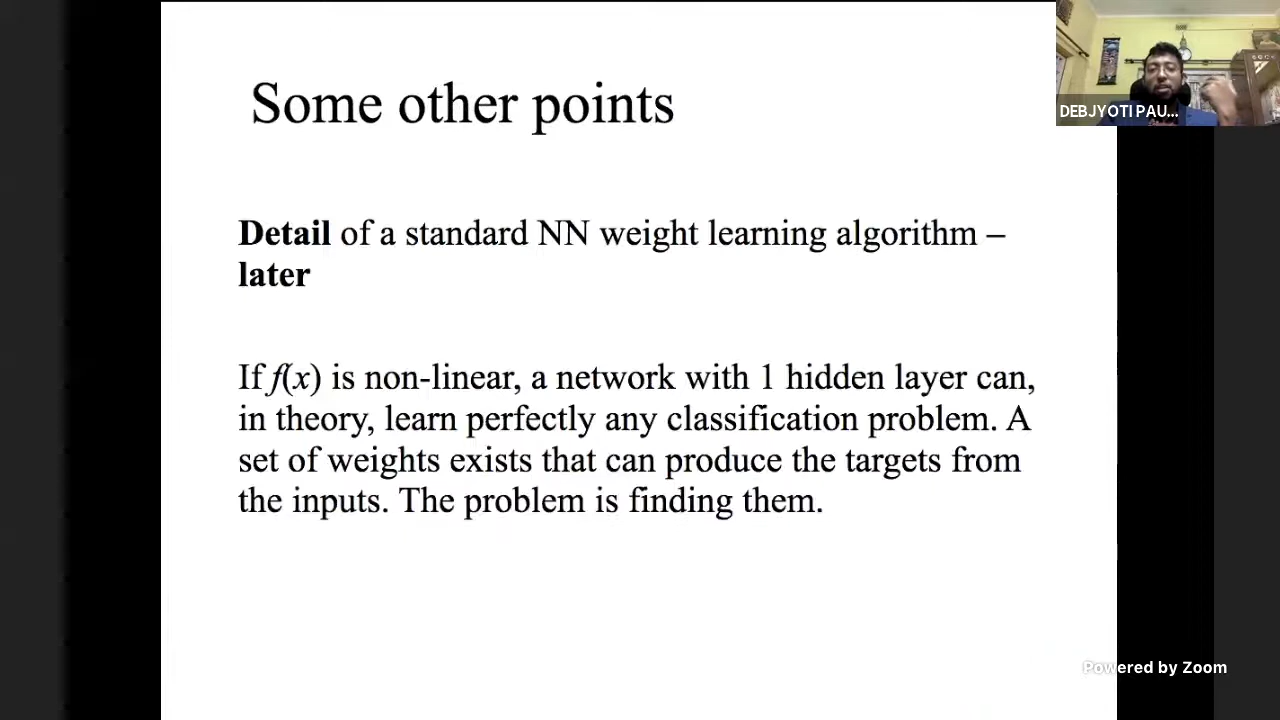 Some other points
DEBJYOTI PAU...
Detail of a standard NN weight learning algorithm –
later
If f(x) is non-linear, a network with 1 hidden layer can,
in theory, learn perfectly any classification problem. A
set of weights exists that can produce the targets from
the inputs. The problem is finding them.
Powered by Zoom